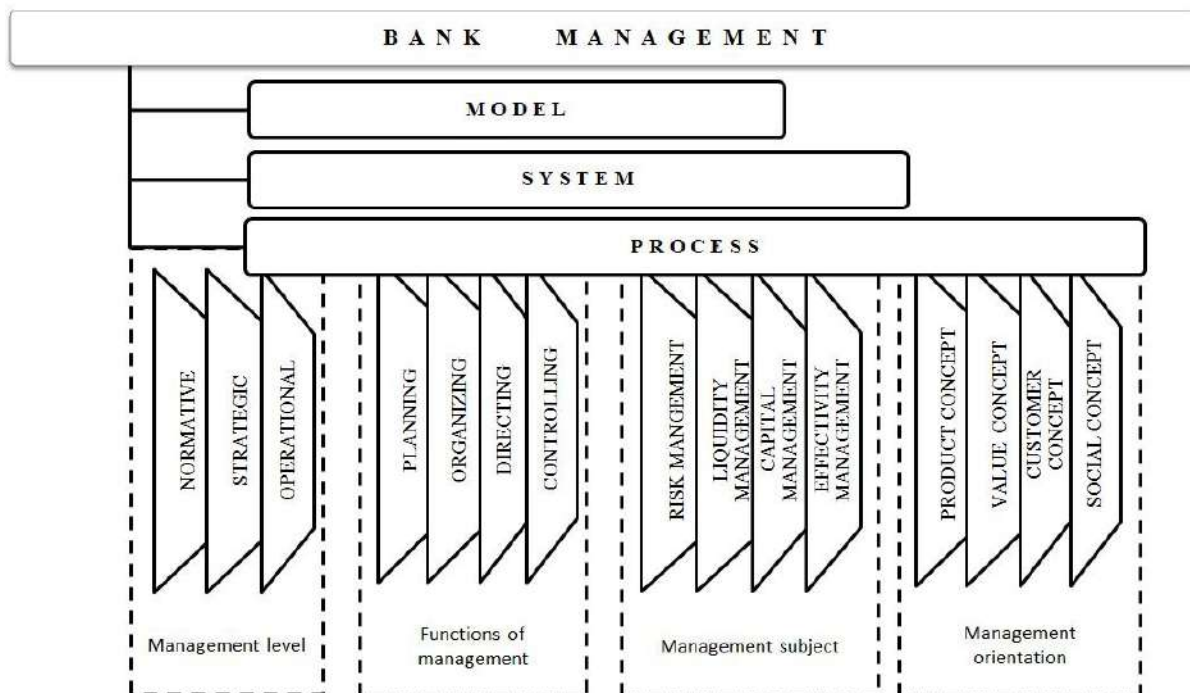 BANK MANAGEMENT
MODEL
SYSTEM
PROCESS
NORMATIVE
STRATEGIC
OPERATIONAL
PLANNING
ORGANIZING
DIRECTING
CONTROLLING
RISK MANGEMENT
LIQUIDITY
MANAGEMENT
CAPITAL
MANAGEMENT
EFFECTIVITY
MANAGEMENT
PRODUCT CONCEPT
VALUE CONCEPT
CUSTOMER
CONCEPT
SOCIAL CONCEPT
Management level
Functions of
management
Management subject
Management
orientation